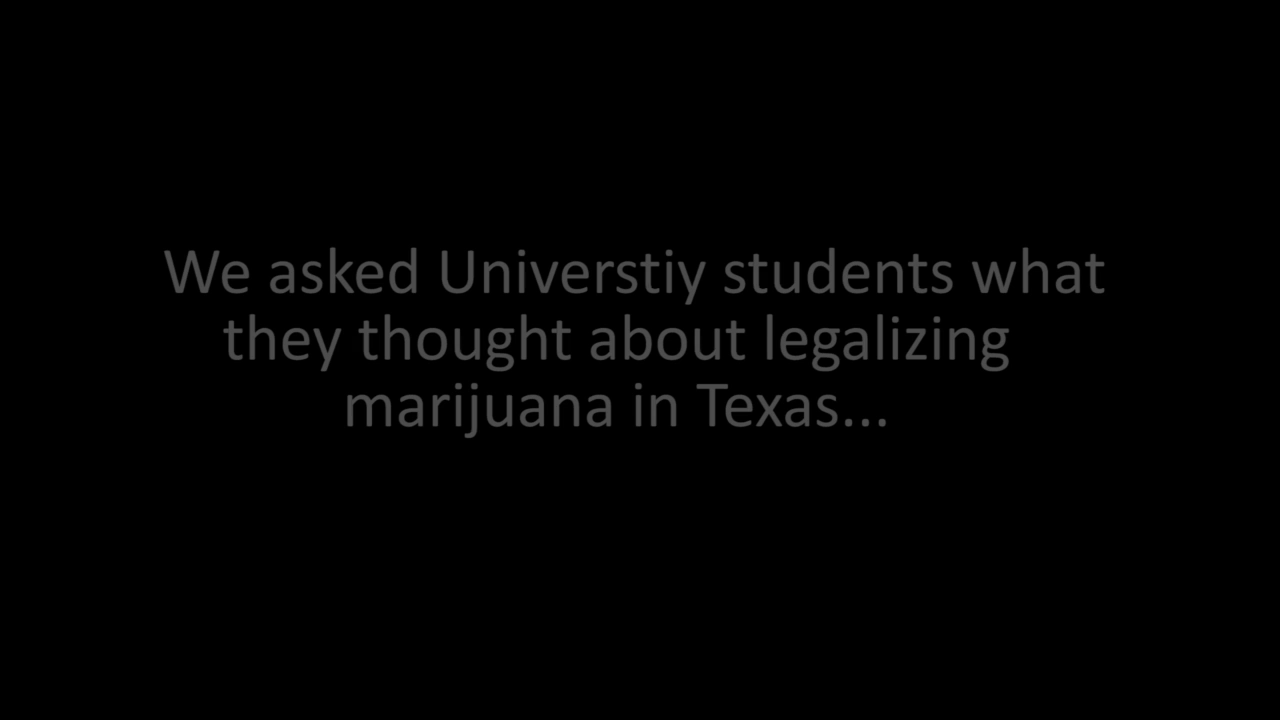 We asked Universtiy students what
they thought about legalizing
marijuana in Texas...